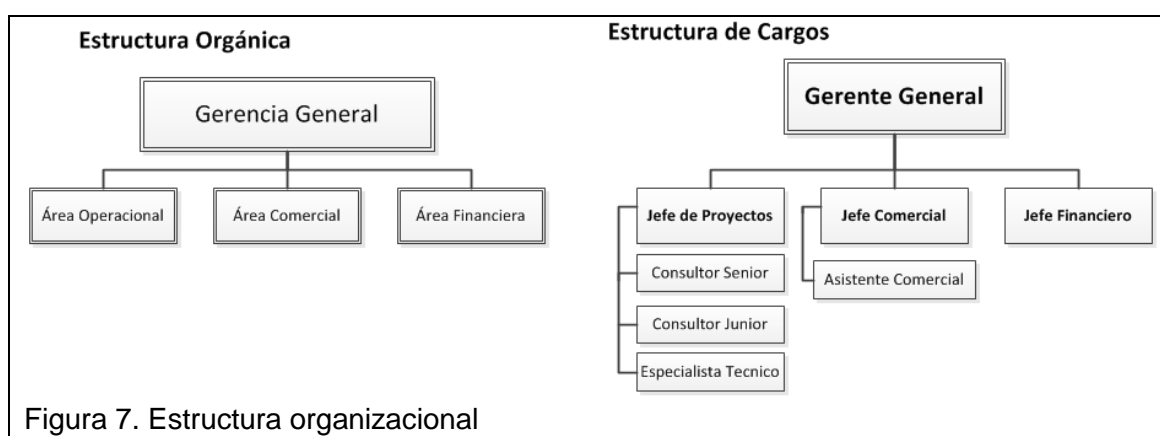 Estructura Orgánica
Gerencia General
Área Operacional
Área Comercial
Área Financiera
Estructura de Cargos
Gerente General
Jefe de Proyectos
Consultor Senior
Consultor Junior
Especialista Tecnico
Jefe Comercial
Asistente Comercial
Jefe Financiero
Figura 7. Estructura organizacional